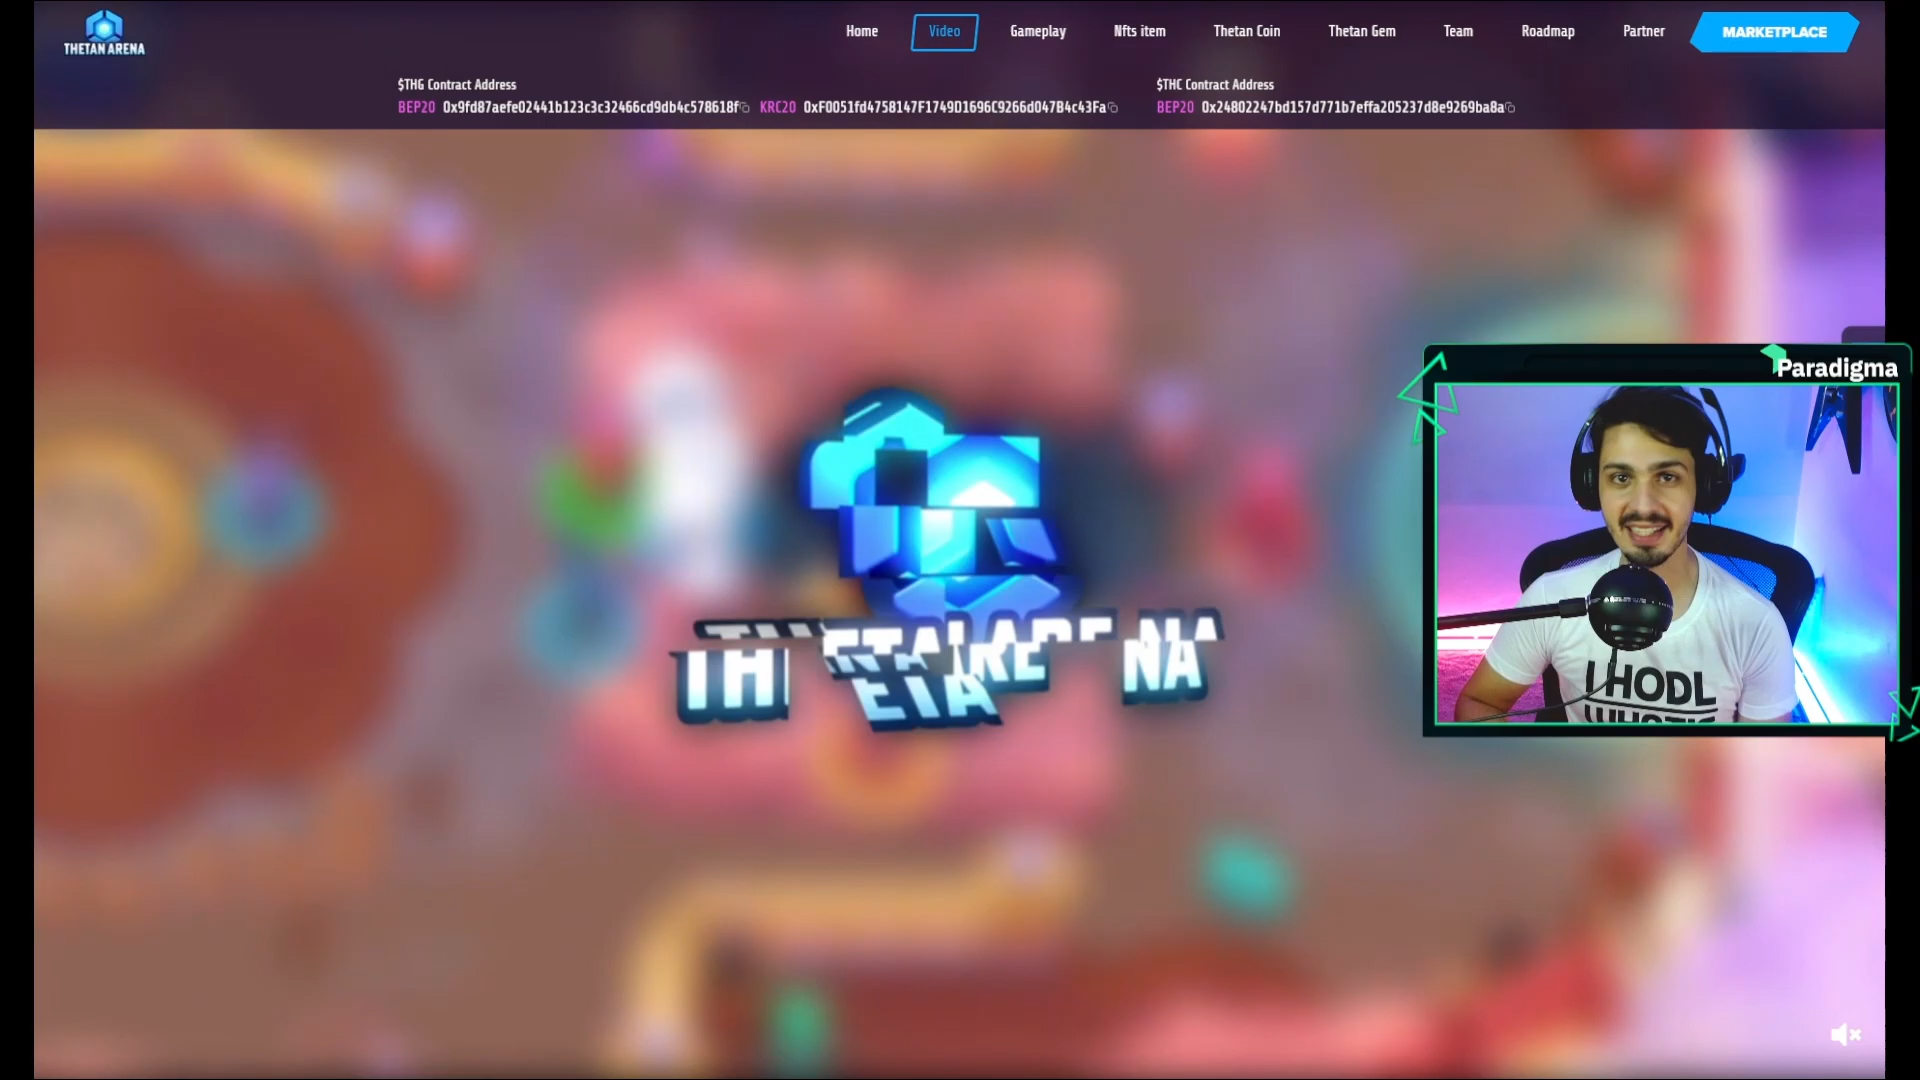 THETAN ARENA
Home
Video
Gameplay
Nfts item
Thetan Coin
Thetan Gem
Team
Roadmap
Partner
MARKETPLACE
$THG Contract Address
BEP20 0x9fd87aefe02441b123c3c32466cd9db4c578618f
KRC20 0xF0051fd4758147F1749D1696C9266d047B4c43Fa
$THC Contract Address
BEP20 0x24802247bd157d771b7effa205237d8e9269ba8a
Paradigma
I HODL